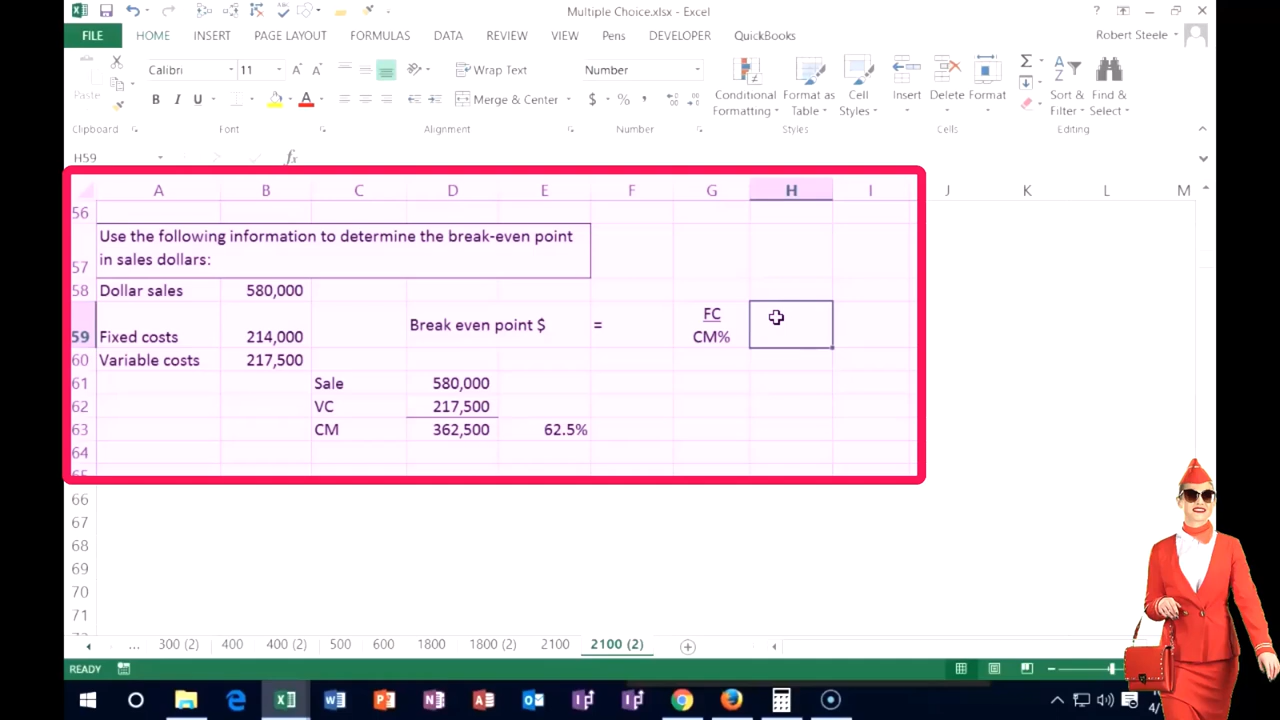 Multiple Choice.xlsx - Excel
?
FILE HOME INSERT PAGE LAYOUT FORMULAS DATA REVIEW VIEW Pens DEVELOPER QuickBooks Robert Steele
Calibri 11 A A Wrap Text Number Σ A Z
Paste B I U A Merge & Center $ % , Conditional Formatting Format as Table Cell Styles Insert Delete Format Sort & Filter Find & Select
Clipboard Font Alignment Number Styles Cells Editing
H59 fx
A B C D E F G H I J K L M
56
57 Use the following information to determine the break-even point
in sales dollars:
58 Dollar sales 580,000
59 Fixed costs 214,000 Break even point $ = FC
CM%
60 Variable costs 217,500
61 Sale 580,000
62 VC 217,500
63 CM 362,500 62.5%
64
65
66
67
68
69
70
71
... 300 (2) 400 400 (2) 500 600 1800 1800 (2) 2100 2100 (2)
READY
4/